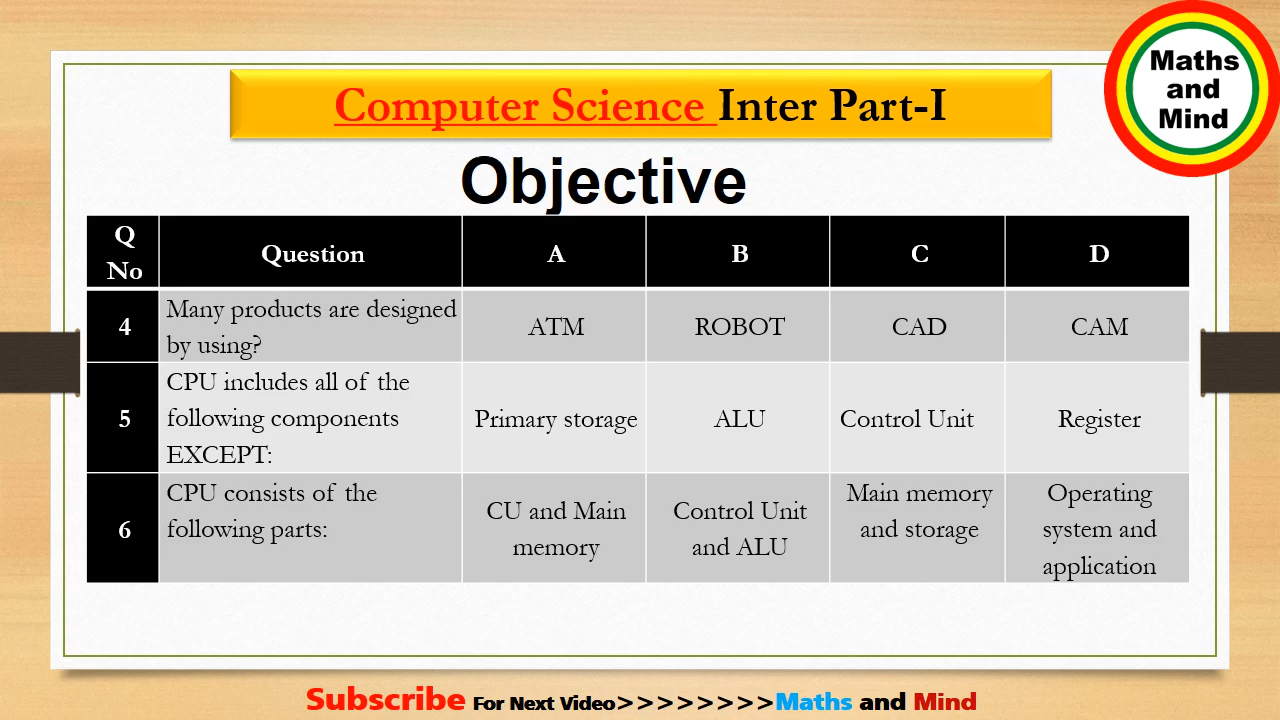 Maths
and
Mind
Computer Science Inter Part-I
Objective
Q No
Question
A
B
C
D
4
Many products are designed
by using?
ATM
ROBOT
CAD
CAM
5
CPU includes all of the
following components
EXCEPT:
Primary storage
ALU
Control Unit
Register
6
CPU consists of the
following parts:
CU and Main
memory
Control Unit
and ALU
Main memory
and storage
Operating
system and
application
Subscribe For Next Video>>>>>>>>Maths and Mind